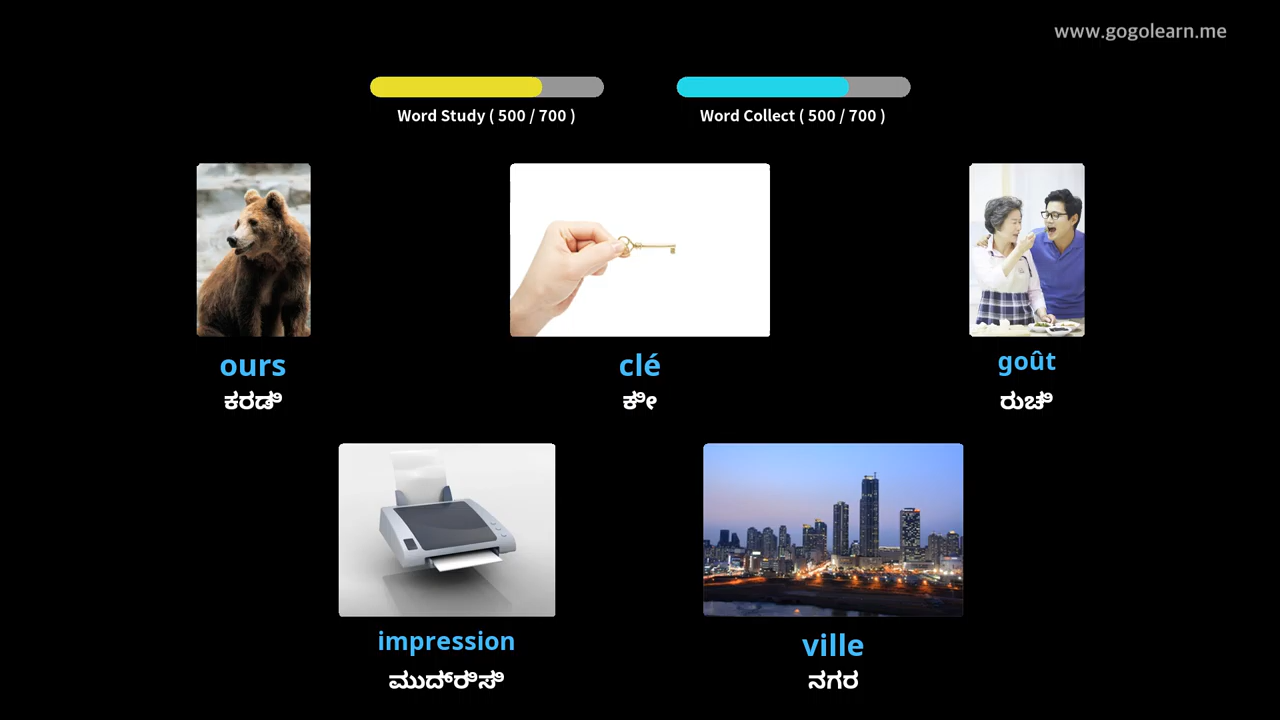 www.gogolearn.me
Word Study ( 500 / 700 )
Word Collect ( 500 / 700 )
ours
ಕರಡಿ
clé
ಕೀ
goût
ರುಚಿ
impression
ಮುದ್ರಿಸಿ
ville
ನಗರ